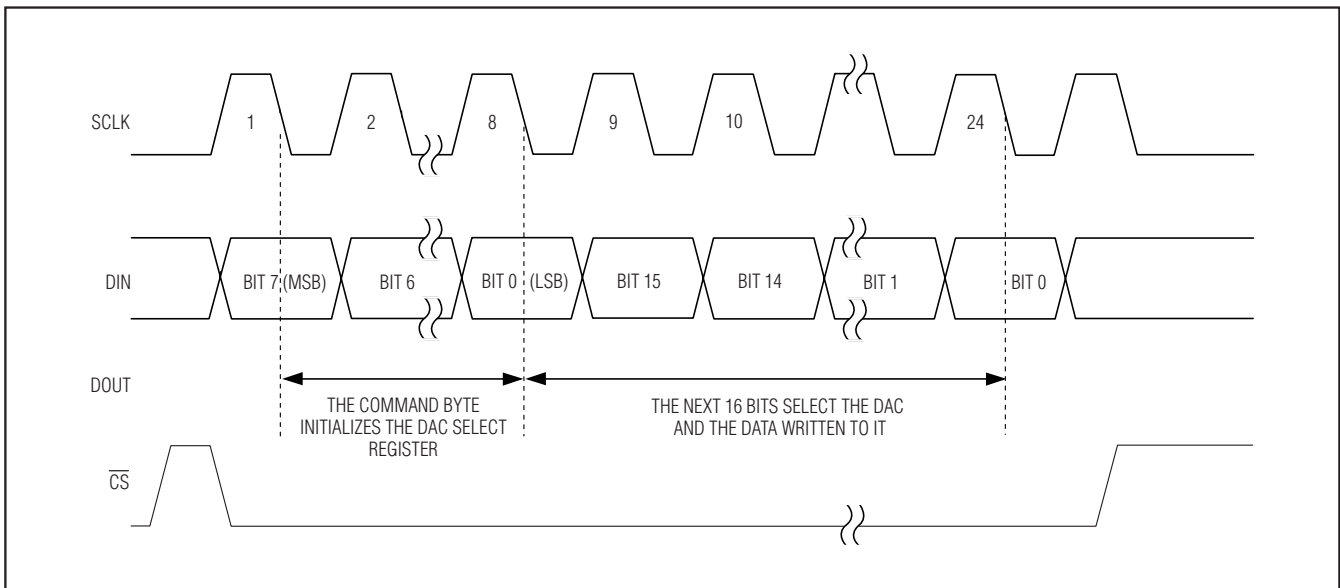 SCLK
1 2 8 9 10 24
DIN
BIT 7 (MSB) BIT 6 BIT 0 (LSB) BIT 15 BIT 14 BIT 1 BIT 0
DOUT
THE COMMAND BYTE
INITIALIZES THE DAC SELECT
REGISTER
THE NEXT 16 BITS SELECT THE DAC
AND THE DATA WRITTEN TO IT
CS